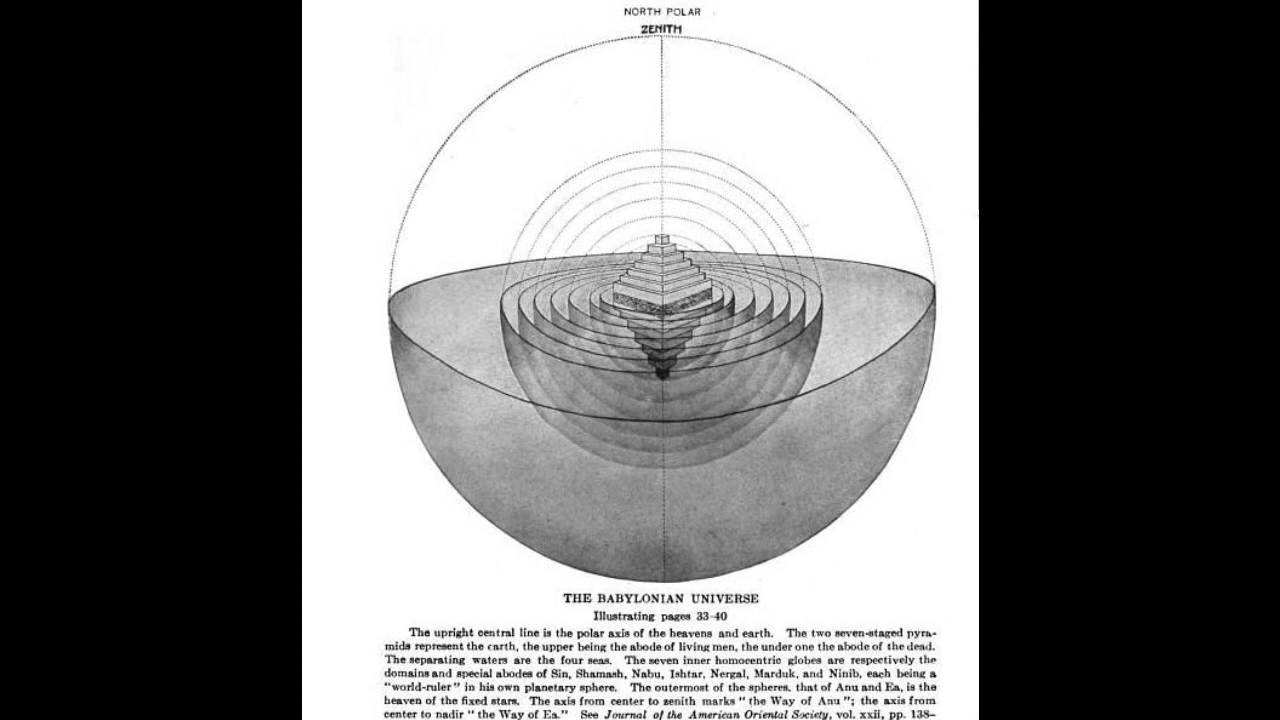 NORTH POLAR
ZENITH
THE BABYLONIAN UNIVERSE
Illustrating pages 33-40
The upright central line is the polar axis of the heavens and earth. The two seven-staged pyra-
mids represent the earth, the upper being the abode of living men, the under one the abode of the dead.
The separating waters are the four seas. The seven inner homocentric globes are respectively the
domains and special abodes of Sin, Shamash, Nabu, Ishtar, Nergal, Marduk, and Ninib, each being a
"world-ruler" in his own planetary sphere. The outermost of the spheres, that of Anu and Ea, is the
heaven of the fixed stars. The axis from center to zenith marks "the Way of Anu"; the axis from
center to nadir "the Way of Ea." See Journal of the American Oriental Society, vol. xxii, pp. 138-